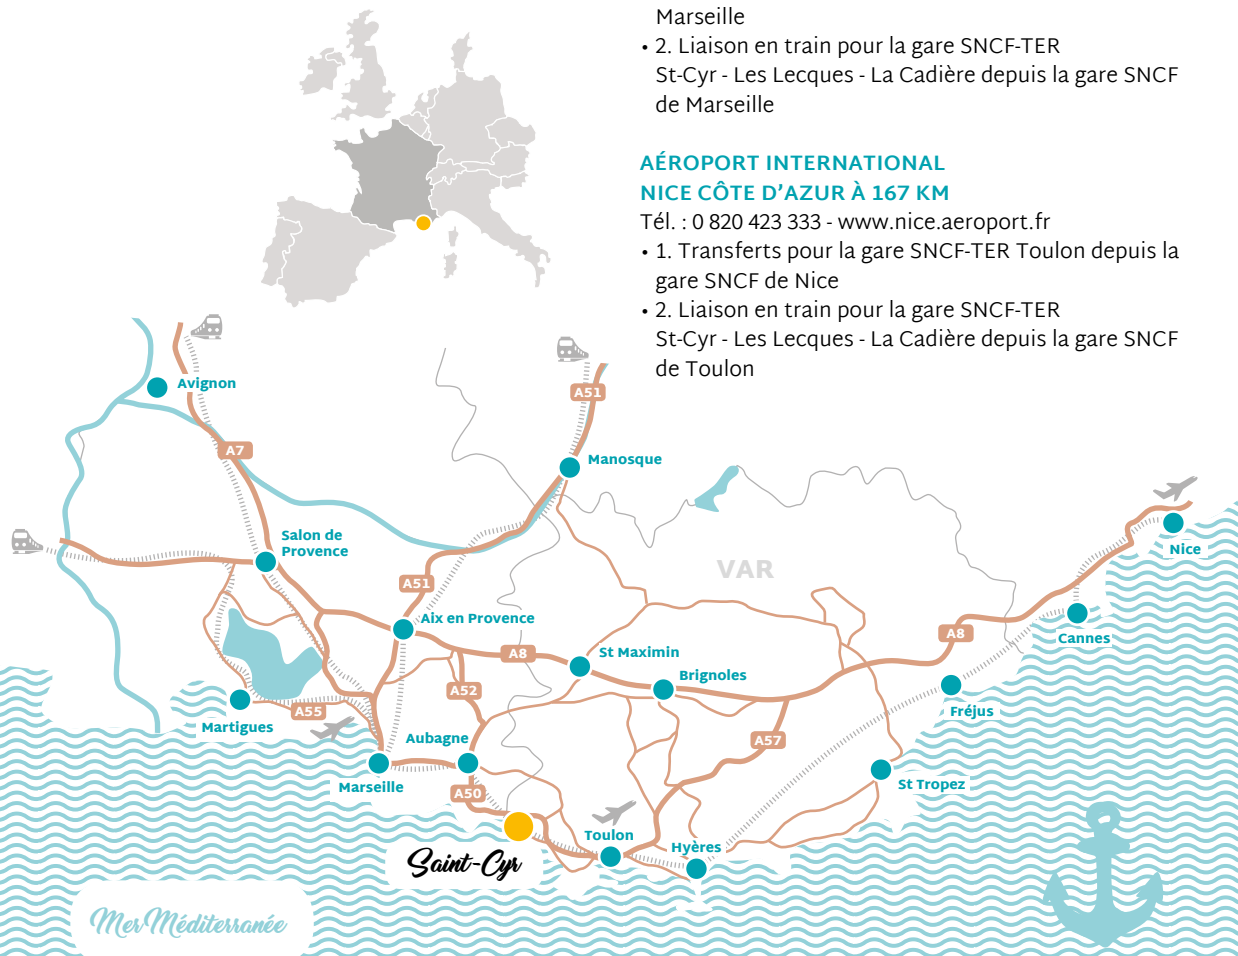 Marseille
• 2. Liaison en train pour la gare SNCF-TER
St-Cyr - Les Lecques - La Cadière depuis la gare SNCF
de Marseille
AÉROPORT INTERNATIONAL
NICE CÔTE D’AZUR À 167 KM
Tél. : 0 820 423 333 - www.nice.aeroport.fr
• 1. Transferts pour la gare SNCF-TER Toulon depuis la
gare SNCF de Nice
• 2. Liaison en train pour la gare SNCF-TER
St-Cyr - Les Lecques - La Cadière depuis la gare SNCF
de Toulon
Avignon
A51
A7
Manosque
Salon de
Provence
Nice
VAR
A51
Aix en Provence
A8
Cannes
A8
St Maximin
Brignoles
A52
A55
Fréjus
Martigues
Aubagne
A57
Marseille
St Tropez
A50
Toulon
Hyères
Saint-Cyr
Mer Méditerranée